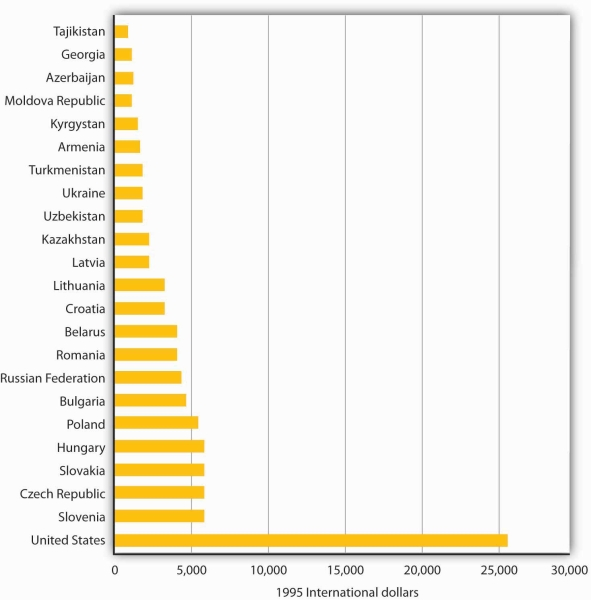 Tajikistan
Georgia
Azerbaijan
Moldova Republic
Kyrgystan
Armenia
Turkmenistan
Ukraine
Uzbekistan
Kazakhstan
Latvia
Lithuania
Croatia
Belarus
Romania
Russian Federation
Bulgaria
Poland
Hungary
Slovakia
Czech Republic
Slovenia
United States
0 5,000 10,000 15,000 20,000 25,000 30,000
1995 International dollars